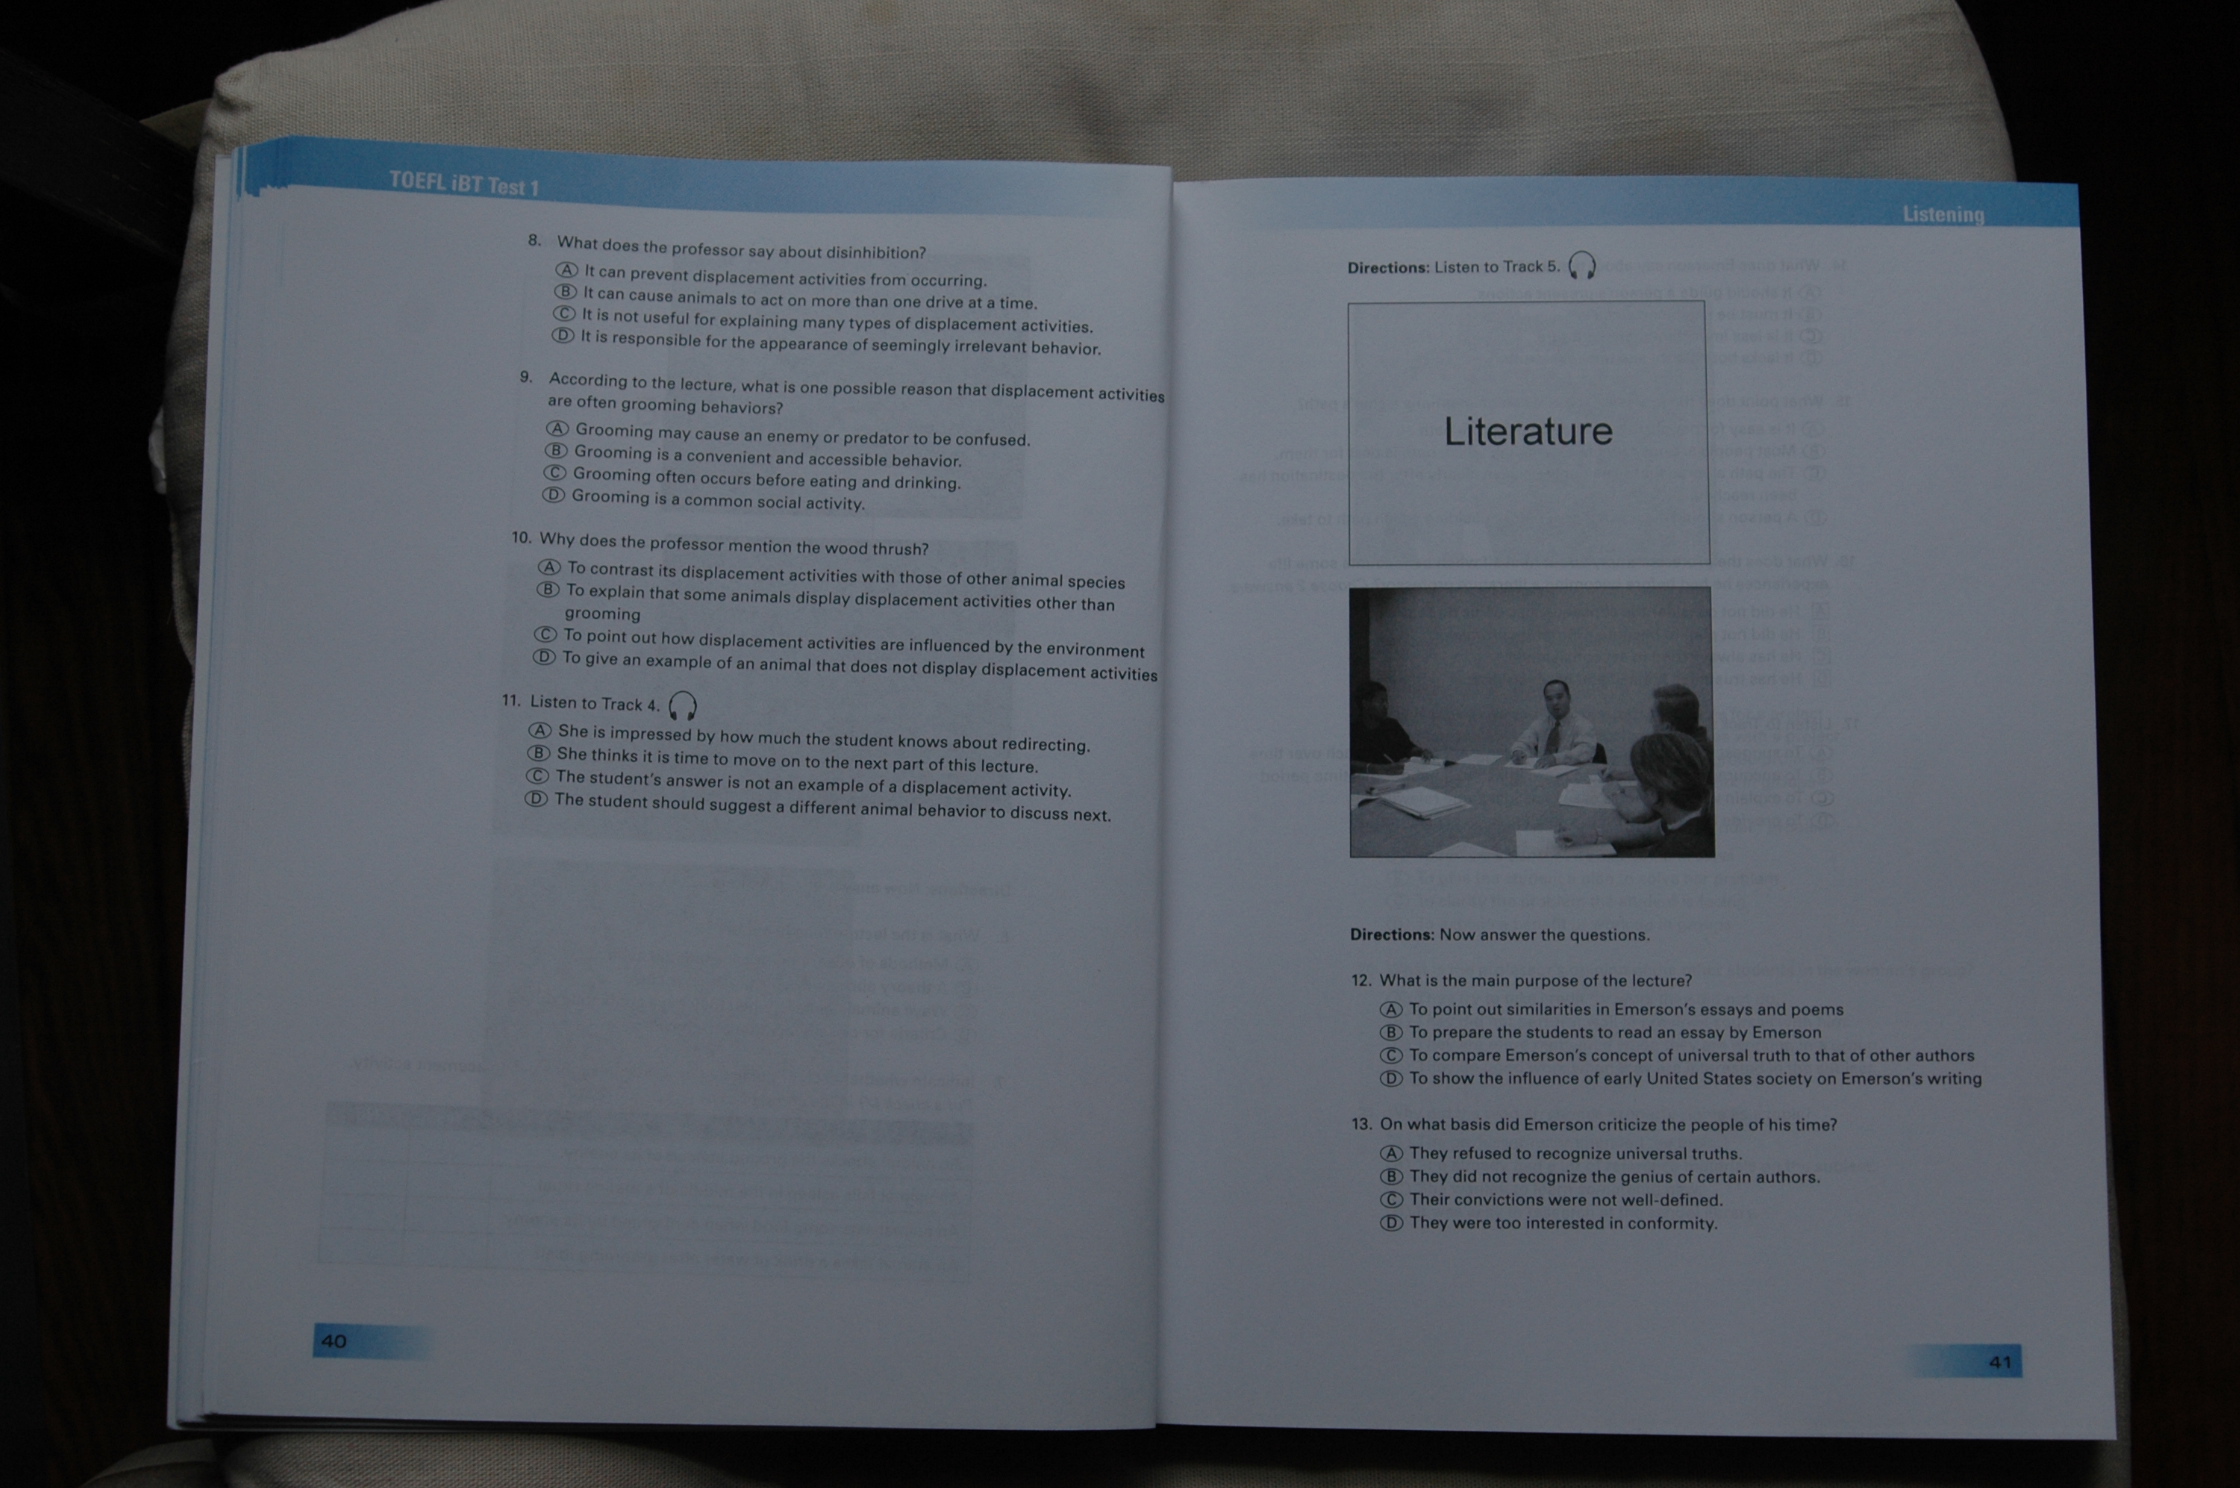 TOEFL iBT Test 1
8. What does the professor say about disinhibition?
A It can prevent displacement activities from occurring.
B It can cause animals to act on more than one drive at a time.
C It is not useful for explaining many types of displacement activities.
D It is responsible for the appearance of seemingly irrelevant behavior.
9. According to the lecture, what is one possible reason that displacement activities
are often grooming behaviors?
A Grooming may cause an enemy or predator to be confused.
B Grooming is a convenient and accessible behavior.
C Grooming often occurs before eating and drinking.
D Grooming is a common social activity.
10. Why does the professor mention the wood thrush?
A To contrast its displacement activities with those of other animal species
B To explain that some animals display displacement activities other than
grooming
C To point out how displacement activities are influenced by the environment
D To give an example of an animal that does not display displacement activities
11. Listen to Track 4.
A She is impressed by how much the student knows about redirecting.
B She thinks it is time to move on to the next part of this lecture.
C The student's answer is not an example of a displacement activity.
D The student should suggest a different animal behavior to discuss next.
40
Listening
Directions: Listen to Track 5.
Literature
Directions: Now answer the questions.
12. What is the main purpose of the lecture?
A To point out similarities in Emerson's essays and poems
B To prepare the students to read an essay by Emerson
C To compare Emerson's concept of universal truth to that of other authors
D To show the influence of early United States society on Emerson's writing
13. On what basis did Emerson criticize the people of his time?
A They refused to recognize universal truths.
B They did not recognize the genius of certain authors.
C Their convictions were not well-defined.
D They were too interested in conformity.
41